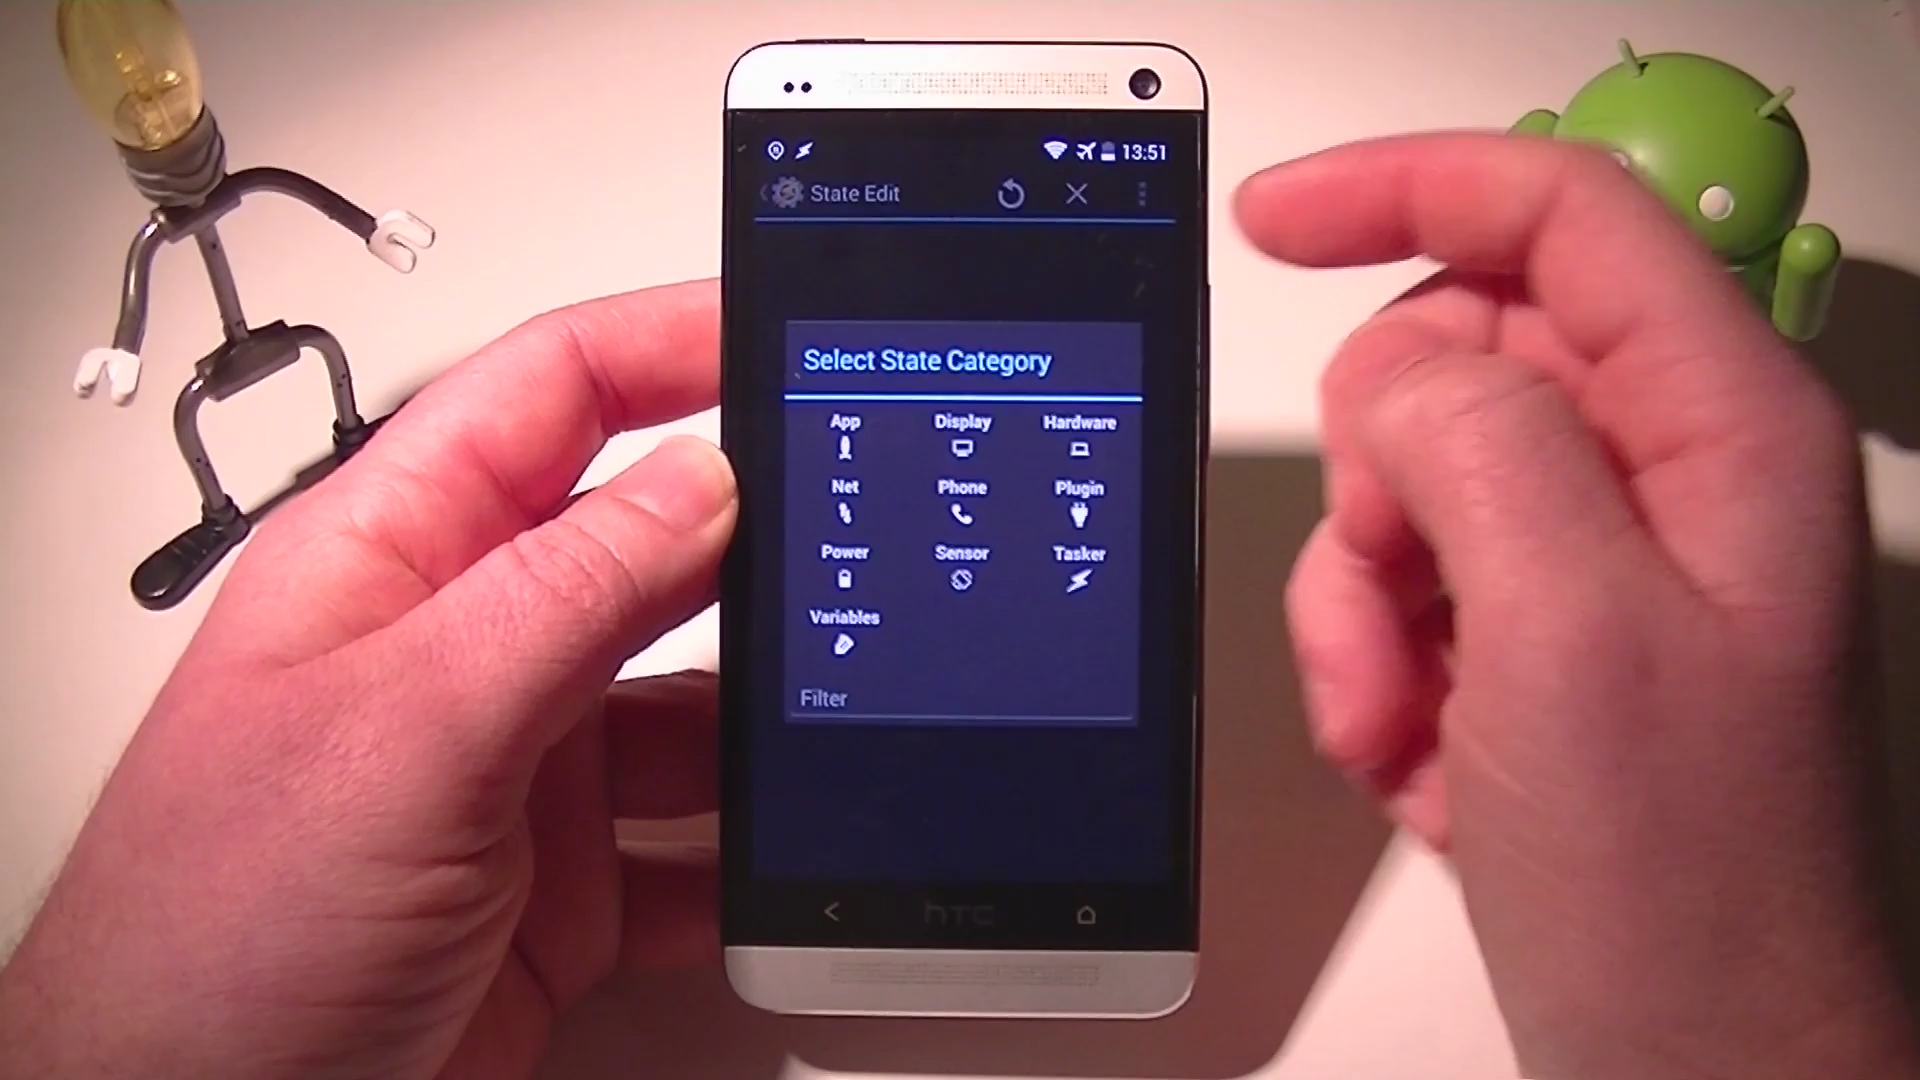 13:51
State Edit
Select State Category
App Display Hardware
Net Phone Plugin
Power Sensor Tasker
Variables
Filter
hTC